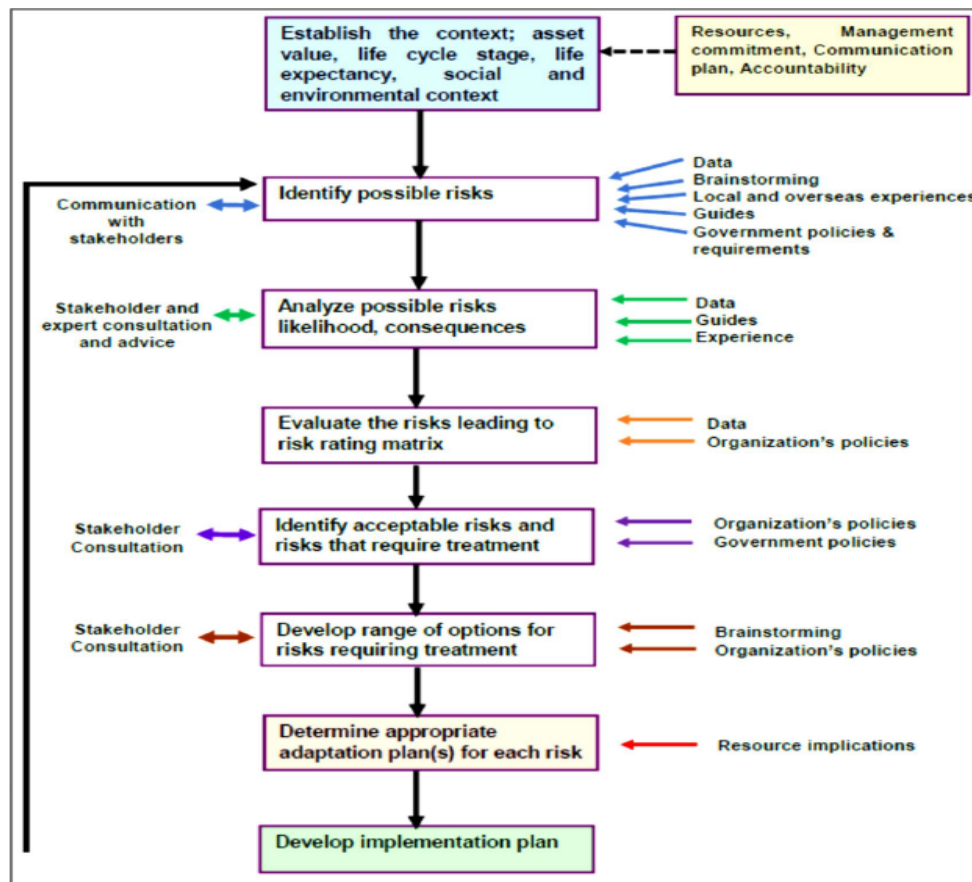 Establish the context; asset
value, life cycle stage, life
expectancy, social and
environmental context
Resources, Management
commitment, Communication
plan, Accountability
Identify possible risks
Communication
with
stakeholders
Data
Brainstorming
Local and overseas experiences
Guides
Government policies &
requirements
Analyze possible risks
likelihood, consequences
Stakeholder and
expert consultation
and advice
Data
Guides
Experience
Evaluate the risks leading to
risk rating matrix
Data
Organization's policies
Identify acceptable risks and
risks that require treatment
Stakeholder
Consultation
Organization's policies
Government policies
Develop range of options for
risks requiring treatment
Stakeholder
Consultation
Brainstorming
Organization's policies
Determine appropriate
adaptation plan(s) for each risk
Resource implications
Develop implementation plan